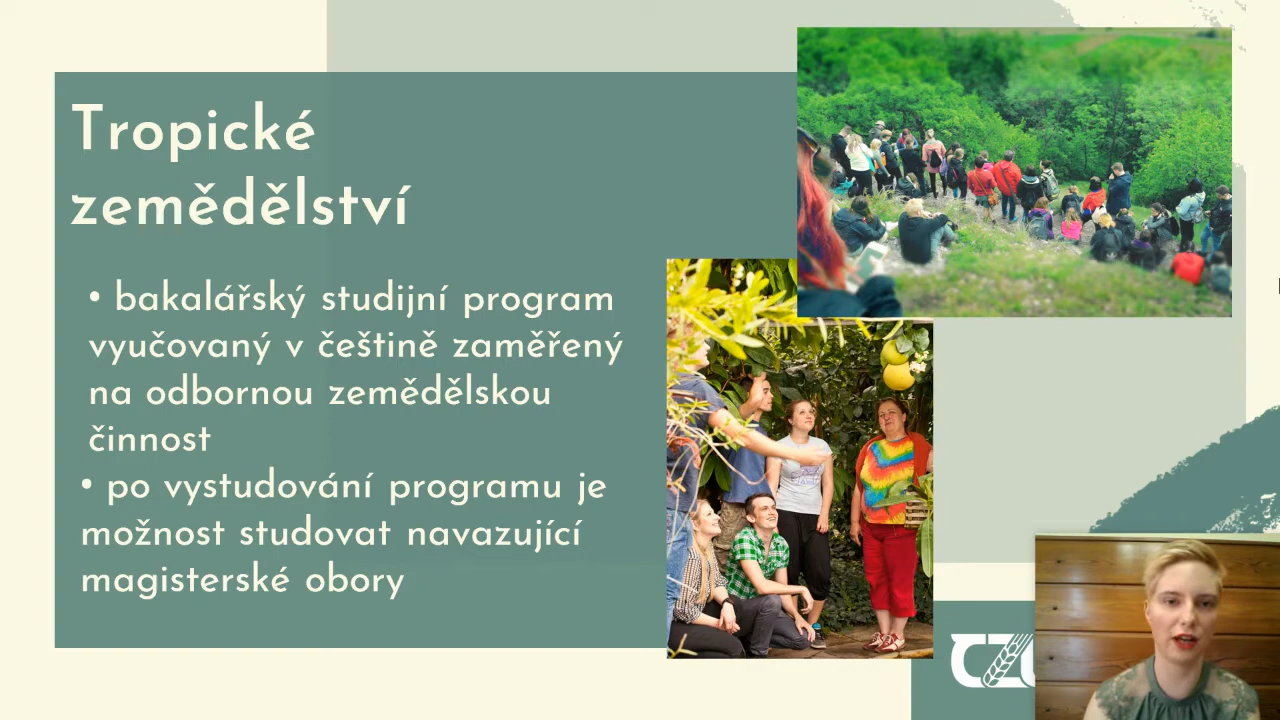 Tropické
zemědělství
• bakalářský studijní program
vyučovaný v češtině zaměřený
na odbornou zemědělskou
činnost
• po vystudování programu je
možnost studovat navazující
magisterské obory